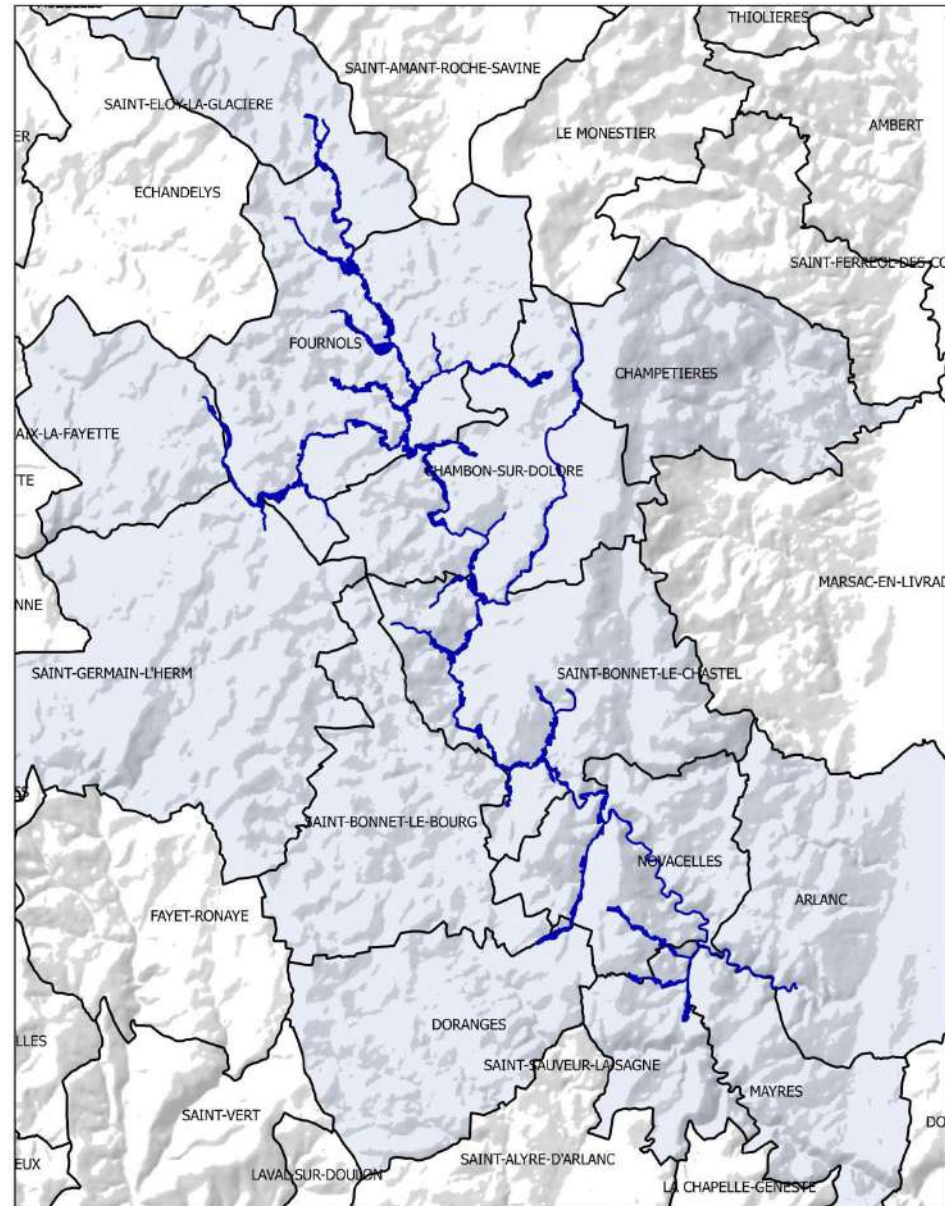 THIOLIERES
SAINT-AMANT-ROCHE-SAVINE
SAINT-ELOY-LA-GLACIERE
AMBERT
LE MONESTIER
ER
ECHANDELYS
SAINT-FERREOL-DES-CO
FOURNOLS
CHAMPETIERES
AIX-LA-FAYETTE
CHAMBON-SUR-DOLORE
TTE
MARSAC-EN-LIVRAD
NNE
SAINT-GERMAIN-L'HERM
SAINT-BONNET-LE-CHASTEL
ES
SAINT-BONNET-LE-BOURG
NOVACELLES
ARLANC
FAYET-RONAYE
DORANGES
LLES
SAINT-SAUVEUR-LA-SAGNE
MAYRES
SAINT-VERT
DO
SAINT-ALYRE-D'ARLANC
EUX
LAVAL-SUR-DOULON
LA CHAPELLE-GENESTE